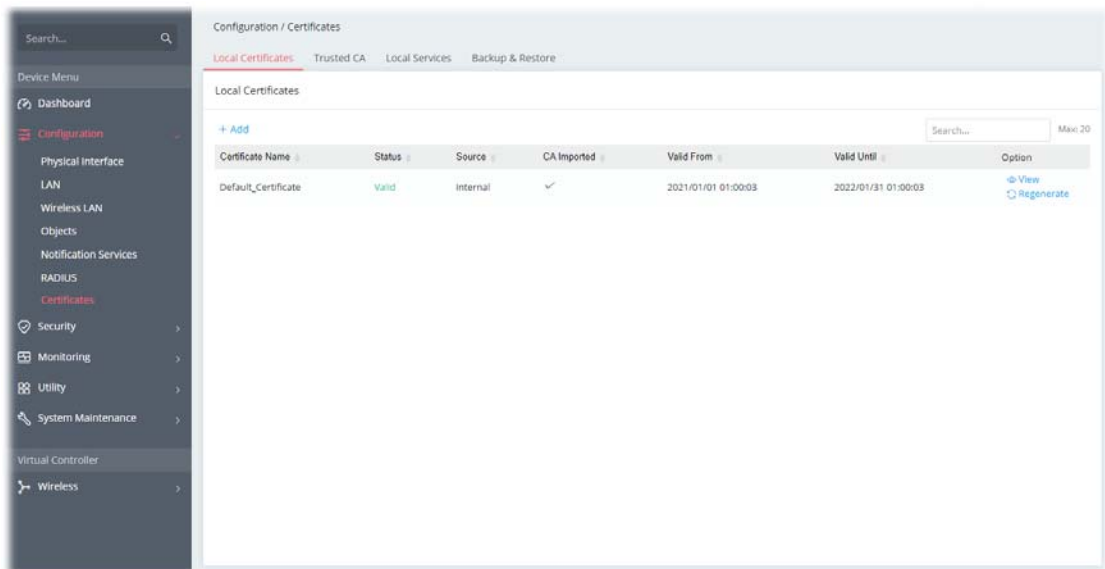 Search...
Device Menu
Dashboard
Configuration
Physical Interface
LAN
Wireless LAN
Objects
Notification Services
RADIUS
Certificates
Security
Monitoring
Utility
System Maintenance
Virtual Controller
Wireless
Configuration / Certificates
Local Certificates Trusted CA Local Services Backup & Restore
Local Certificates
+ Add Search... Max: 20
Certificate Name Status Source CA Imported Valid From Valid Until Option
Default_Certificate Valid Internal ✓ 2021/01/01 01:00:03 2022/01/31 01:00:03 View
Regenerate